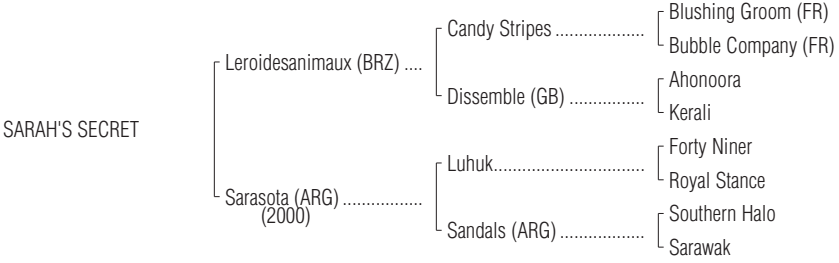 Blushing Groom (FR)
Candy Stripes ...................
Bubble Company (FR)
Leroidesanimaux (BRZ) ....
Ahonoora
Dissemble (GB) ................
Kerali
SARAH'S SECRET
Forty Niner
Luhuk................................
Royal Stance
Sarasota (ARG) .................
(2000)
Southern Halo
Sandals (ARG) ..................
Sarawak